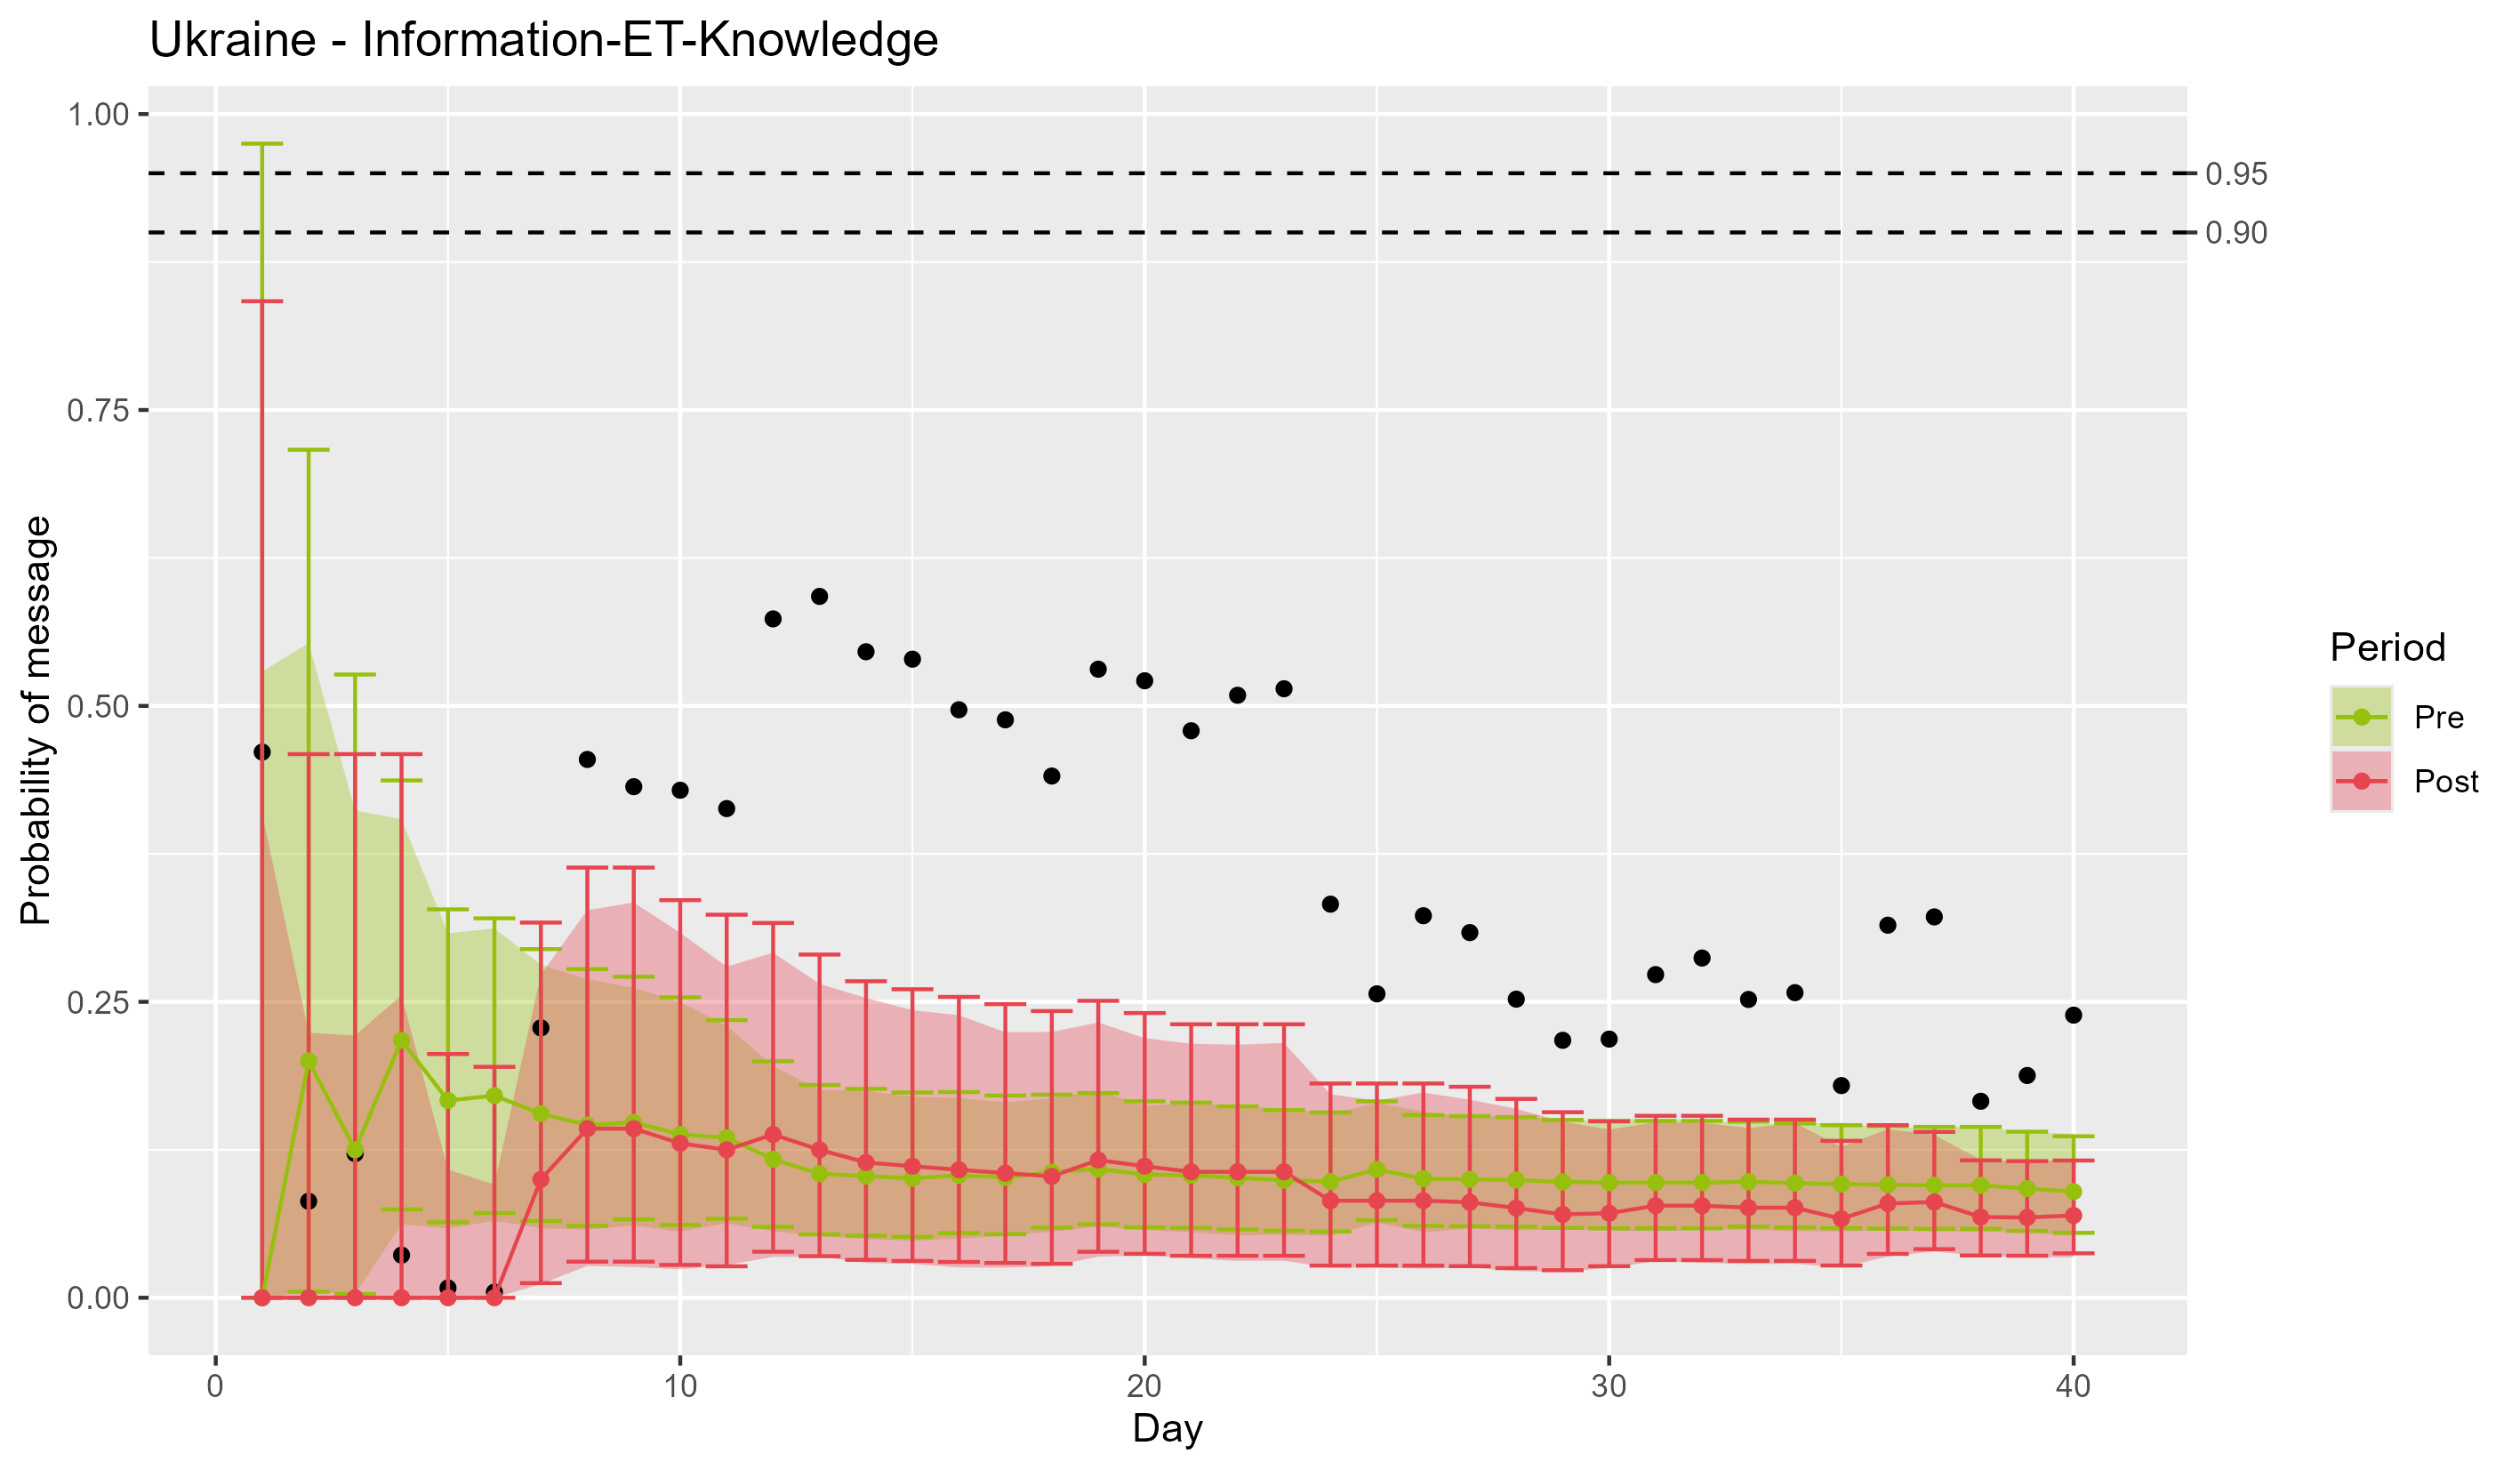 Ukraine - Information-ET-Knowledge
1.00
0.75
0.50
0.25
0.00
Probability of message
0.95
0.90
0
10
20
30
40
Day
Period
Pre
Post